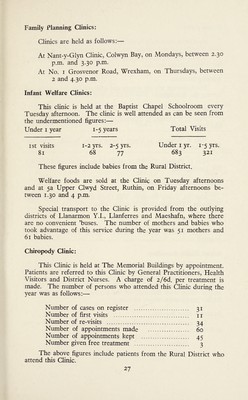 Family Planning Clinics:
Clinics are held as follows:—
At Nant-y-Glyn Clinic, Colwyn Bay, on Mondays, between 2.30
p.m. and 3.30 p.m.
At No. 1 Grosvenor Road, Wrexham, on Thursdays, between
2 and 4.30 p.m.
Infant Welfare Clinics:
This clinic is held at the Baptist Chapel Schoolroom every
Tuesday afternoon. The clinic is well attended as can be seen from
the undermentioned figures:—
Under 1 year 1-5 years Total Visits
1st visits 1-2 yrs. 2-5 yrs. Under 1 yr. 1-5 yrs.
81 68 77 683 321
These figures include babies from the Rural District.
Welfare foods are sold at the Clinic on Tuesday afternoons
and at 5a Upper Clwyd Street, Ruthin, on Friday afternoons be-
tween 1.30 and 4 p.m.
Special transport to the Clinic is provided from the outlying
districts of Llanarmon Y.I., Llanferres and Maeshafn, where there
are no convenient 'buses. The number of mothers and babies who
took advantage of this service during the year was 51 mothers and
61 babies.
Chiropody Clinic:
This Clinic is held at The Memorial Buildings by appointment.
Patients are referred to this Clinic by General Practitioners, Health
Visitors and District Nurses. A charge of 2/6d. per treatment is
made. The number of persons who attended this Clinic during the
year was as follows:—
Number of cases on register 31
Number of first visits 11
Number of re-visits 34
Number of appointments made 60
Number of appointments kept 45
Number given free treatment 3
The above figures include patients from the Rural District who
attend this Clinic.
27